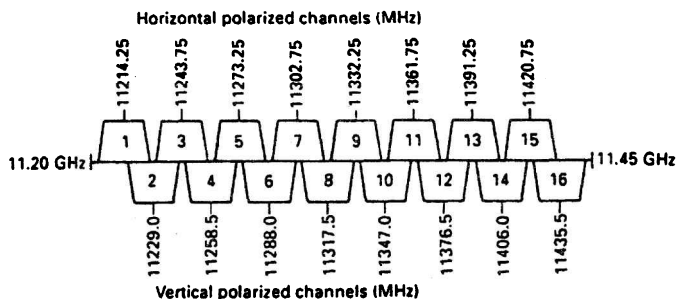 Horizontal polarized channels (MHz)
11214.25 11243.75 11273.25 11302.75 11332.25 11361.75 11391.25 11420.75
1 3 5 7 9 11 13 15
11.20 GHz 11.45 GHz
2 4 6 8 10 12 14 16
11229.0 11258.5 11288.0 11317.5 11347.0 11376.5 11406.0 11435.5
Vertical polarized channels (MHz)